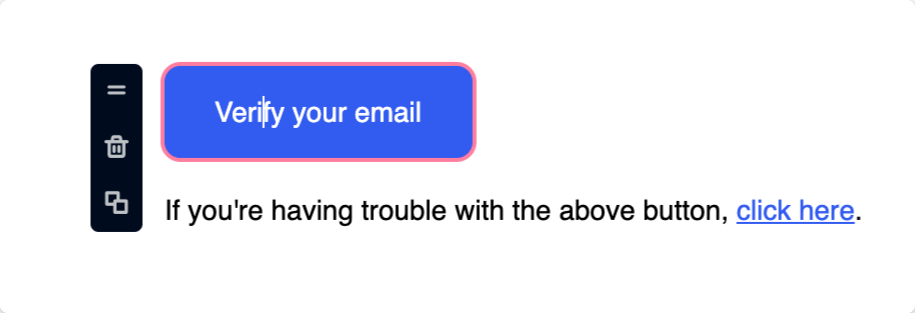 Verify your email
If you're having trouble with the above button, click here.